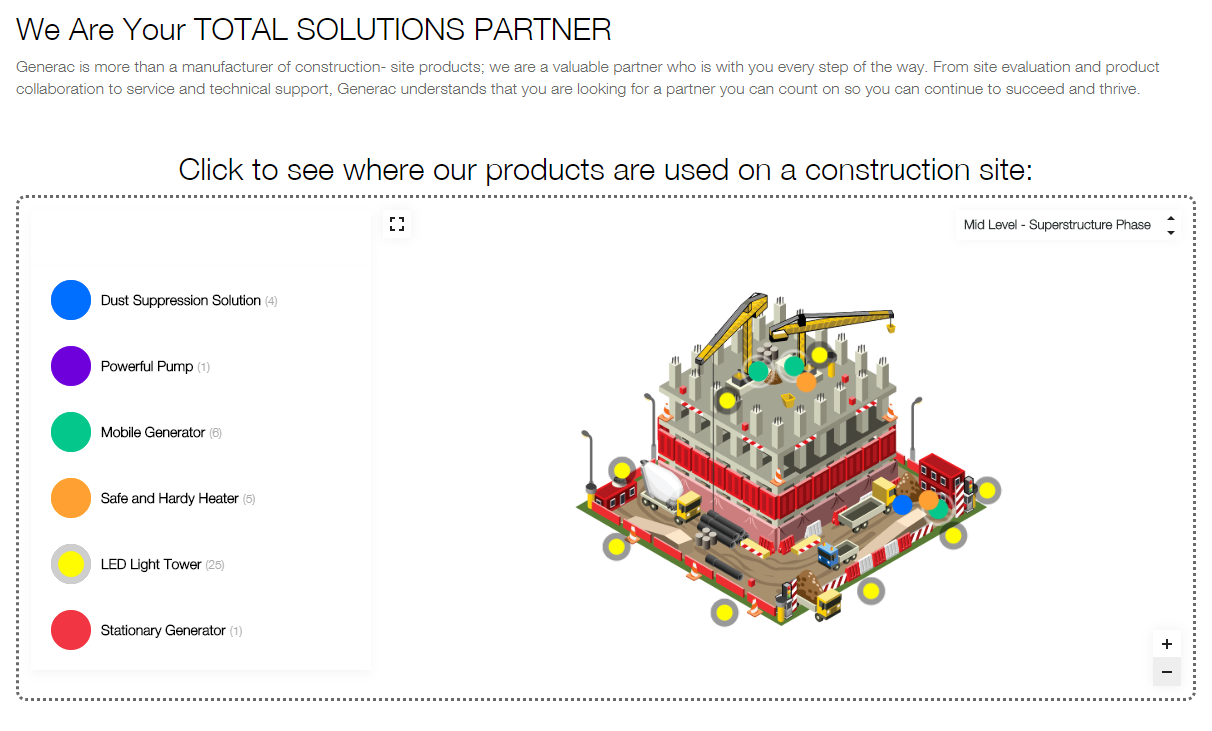 We Are Your TOTAL SOLUTIONS PARTNER
Generac is more than a manufacturer of construction- site products; we are a valuable partner who is with you every step of the way. From site evaluation and product
collaboration to service and technical support, Generac understands that you are looking for a partner you can count on so you can continue to succeed and thrive.
Click to see where our products are used on a construction site:
Mid Level - Superstructure Phase
Dust Suppression Solution (4)
Powerful Pump (1)
Mobile Generator (6)
Safe and Hardy Heater (5)
LED Light Tower (25)
Stationary Generator (1)
+
−